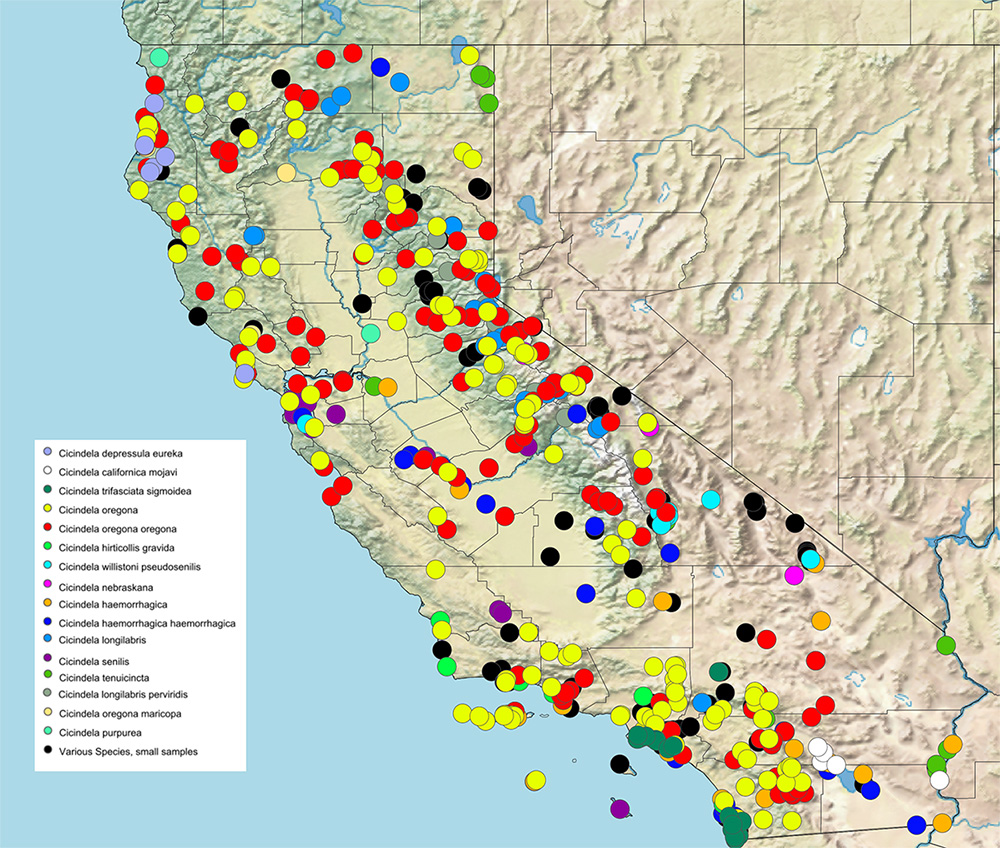 Cicindela depressula eureka
Cicindela californica mojavi
Cicindela trifasciata sigmoidea
Cicindela oregona
Cicindela oregona oregona
Cicindela hirticollis gravida
Cicindela willistoni pseudosenilis
Cicindela nebraskana
Cicindela haemorrhagica
Cicindela haemorrhagica haemorrhagica
Cicindela longilabris
Cicindela senilis
Cicindela tenuicincta
Cicindela longilabris perviridis
Cicindela oregona maricopa
Cicindela purpurea
Various Species, small samples